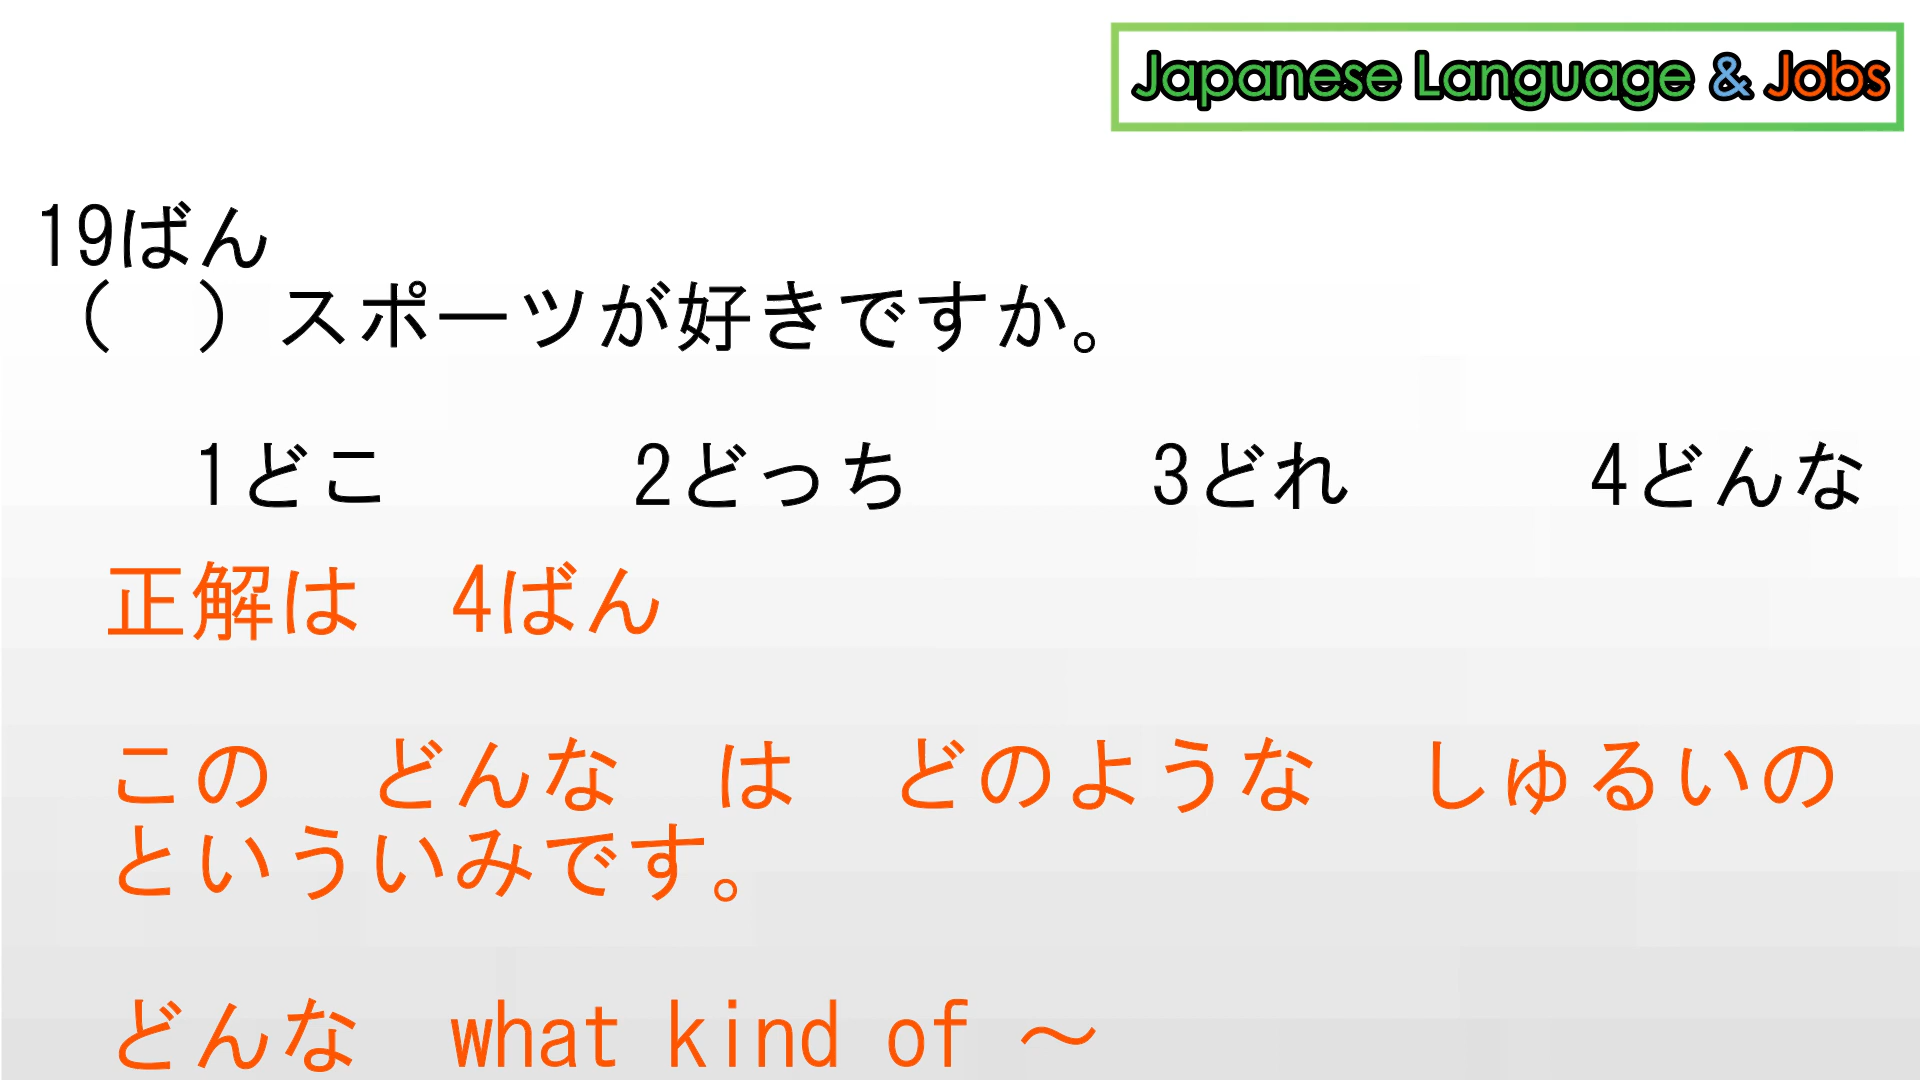 Japanese Language & Jobs
19ばん
（　）スポーツが好きですか。
1どこ　2どっち　3どれ　4どんな
正解は　4ばん
この　どんな　は　どのような　しゅるいの
といういみです。
どんな　what kind of ～